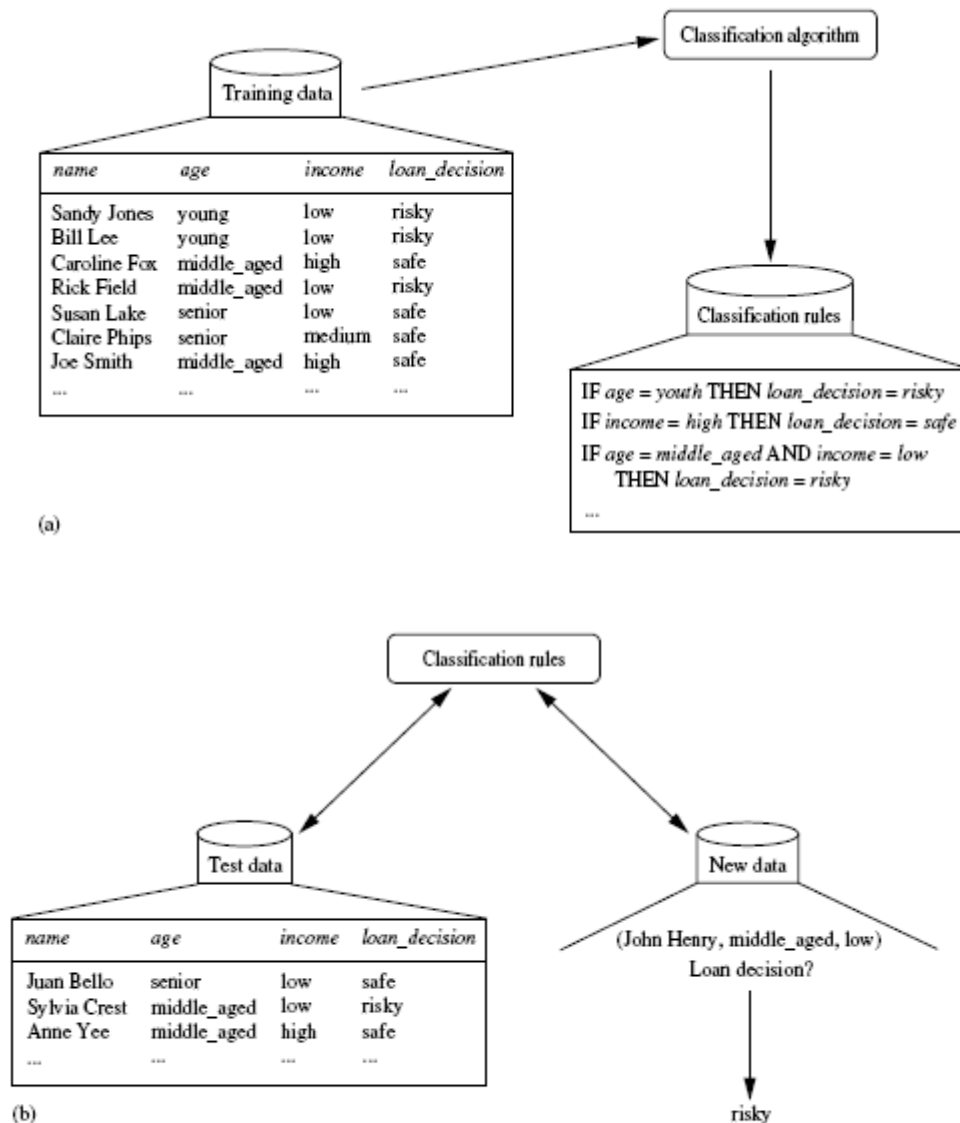 Classification algorithm
Training data
name age income loan_decision
Sandy Jones young low risky
Bill Lee young low risky
Caroline Fox middle_aged high safe
Rick Field middle_aged low risky
Susan Lake senior low safe
Claire Phips senior medium safe
Joe Smith middle_aged high safe
... ... ... ...
Classification rules
IF age = youth THEN loan_decision = risky
IF income = high THEN loan_decision = safe
IF age = middle_aged AND income = low
THEN loan_decision = risky
...
(a)
Classification rules
Test data
name age income loan_decision
Juan Bello senior low safe
Sylvia Crest middle_aged low risky
Anne Yee middle_aged high safe
... ... ... ...
New data
(John Henry, middle_aged, low)
Loan decision?
risky
(b)